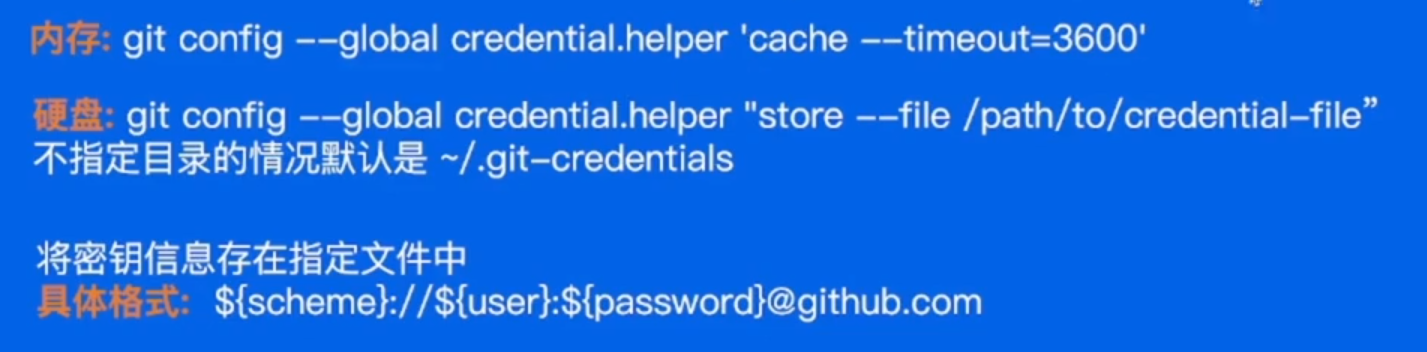 内存: git config --global credential.helper 'cache --timeout=3600'
硬盘: git config --global credential.helper "store --file /path/to/credential-file”
不指定目录的情况默认是 ~/.git-credentials
将密钥信息存在指定文件中
具体格式: ${scheme}://${user}:${password}@github.com